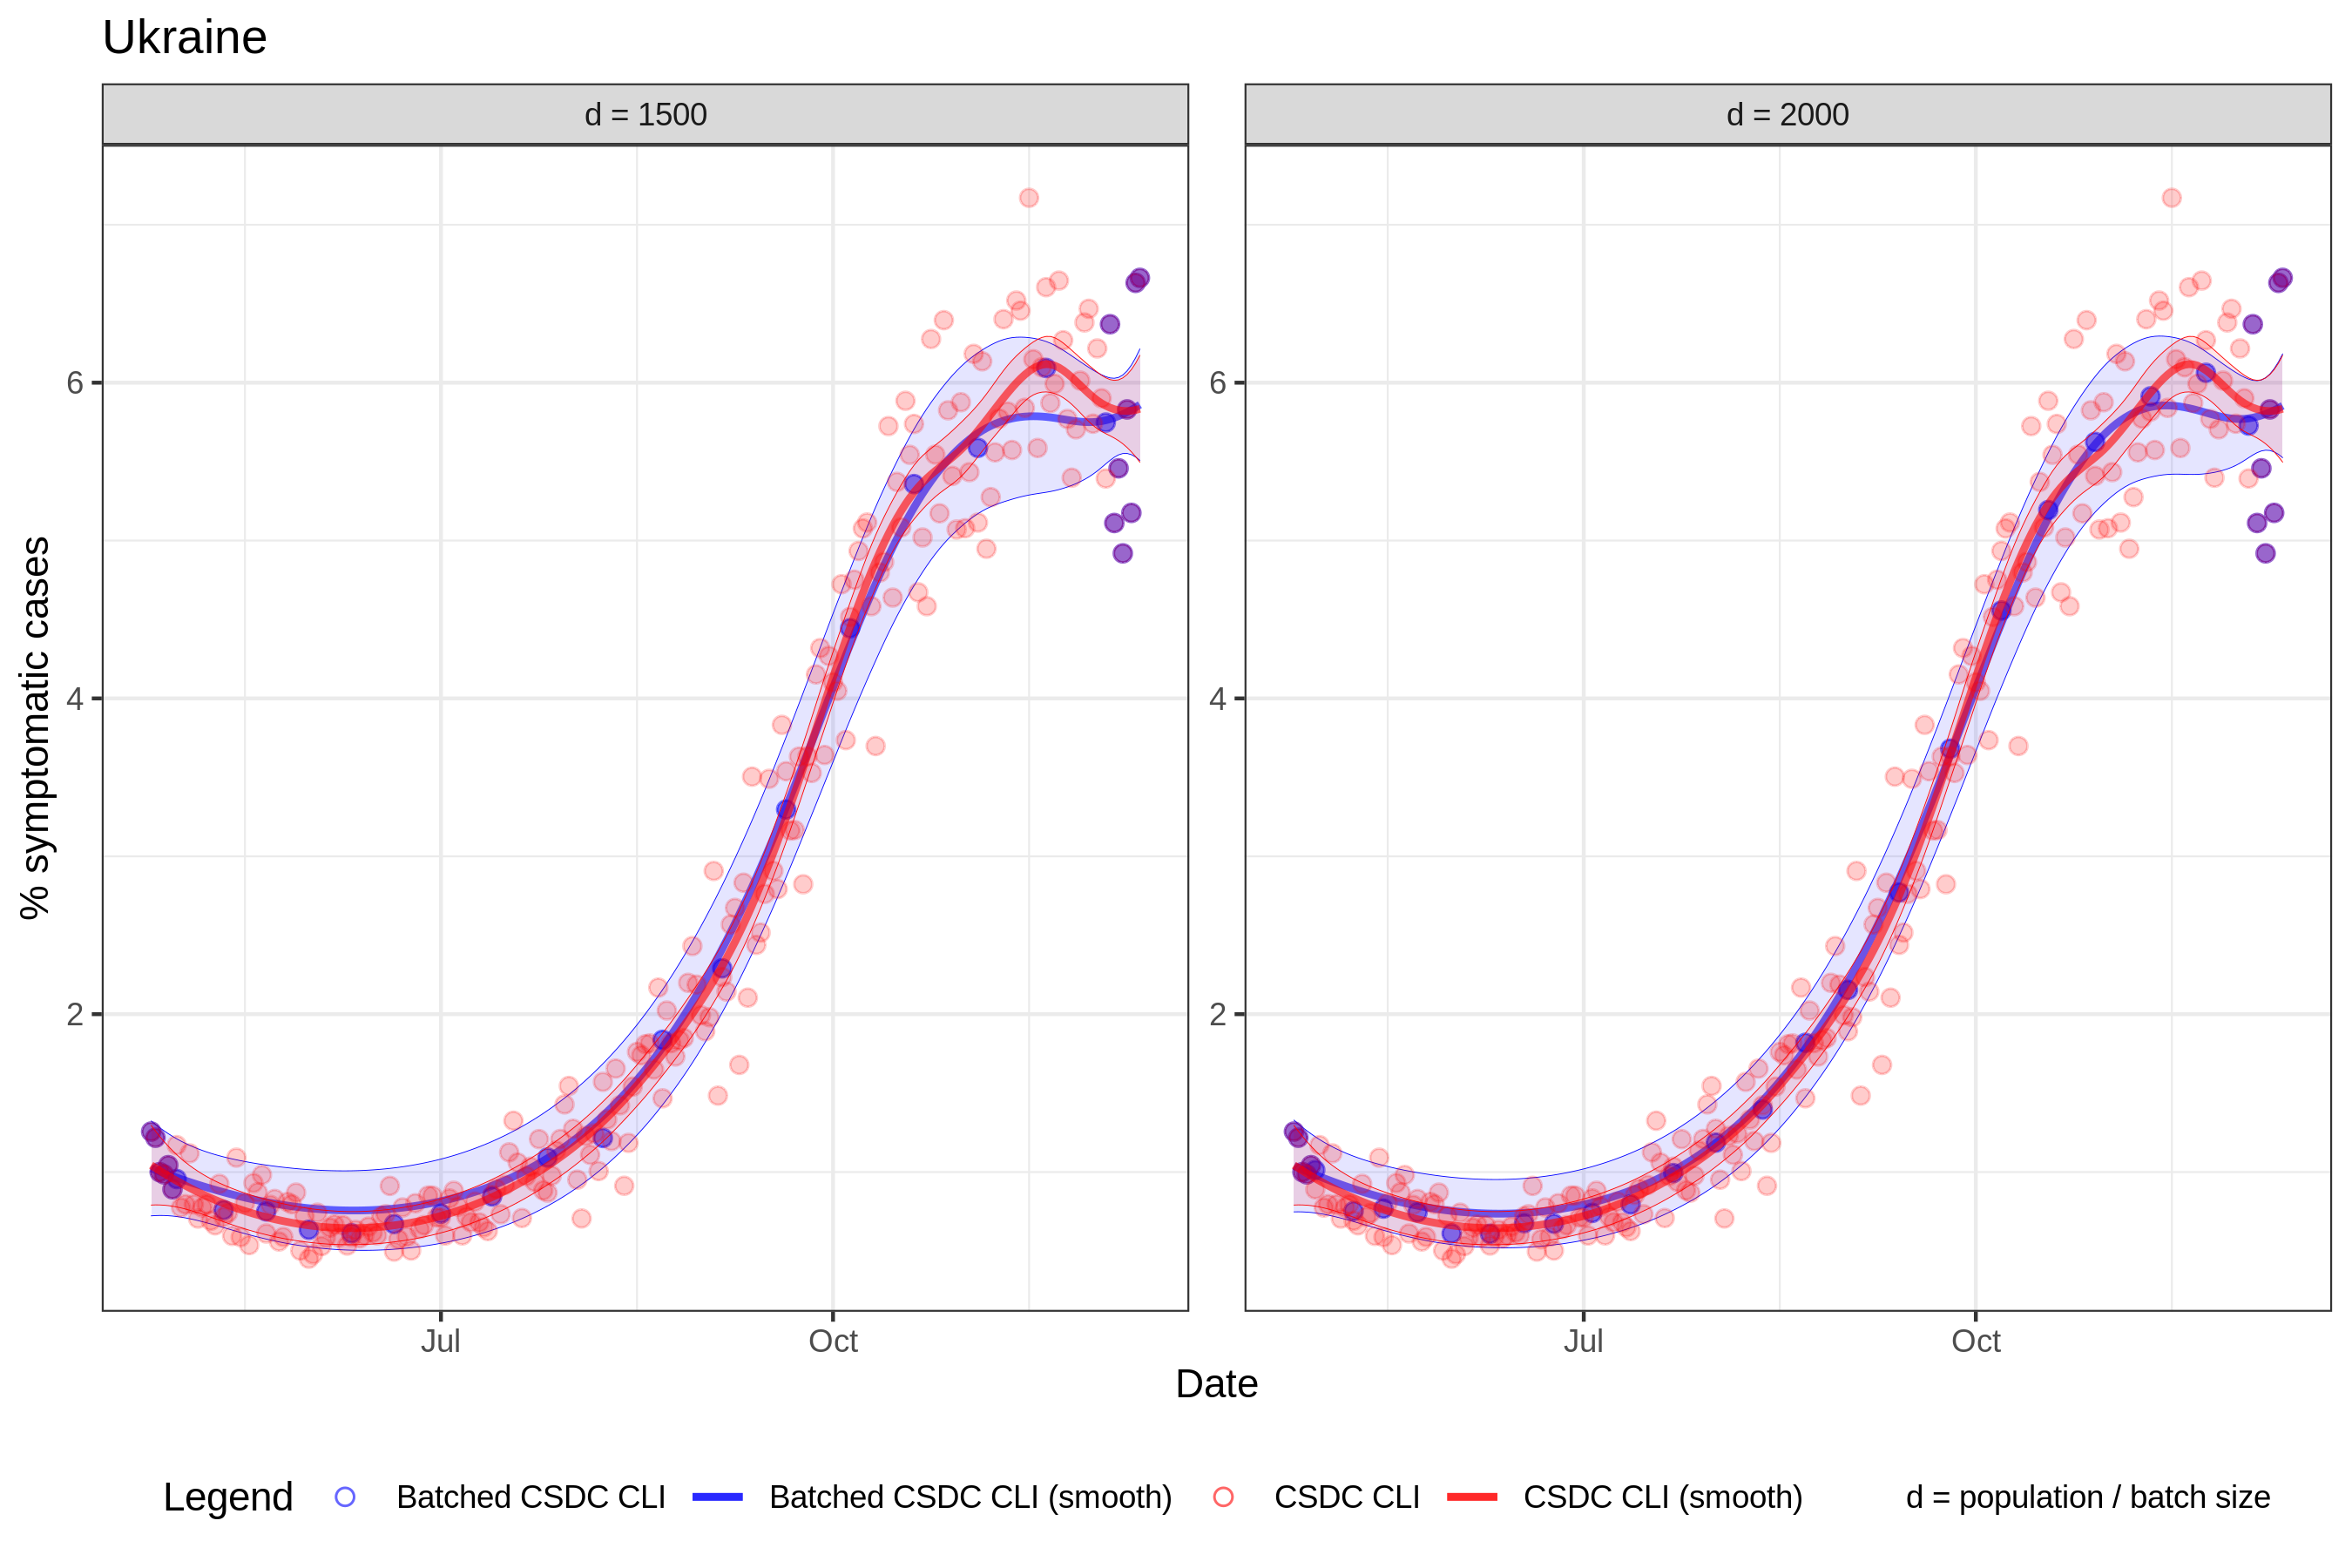 Ukraine
d = 1500
d = 2000
% symptomatic cases
6
4
2
6
4
2
Jul
Oct
Jul
Oct
Date
Legend
Batched CSDC CLI
Batched CSDC CLI (smooth)
CSDC CLI
CSDC CLI (smooth)
d = population / batch size